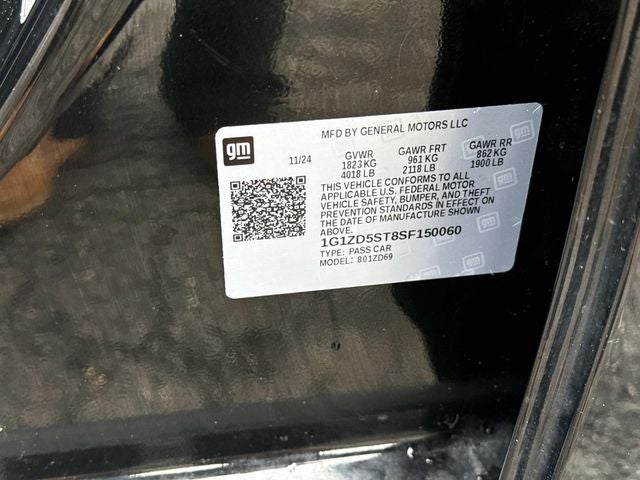 MFD BY GENERAL MOTORS LLC
gm
11/24
GVWR GAWR FRT GAWR RR
1823 KG 961 KG 862 KG
4018 LB 2118 LB 1900 LB
THIS VEHICLE CONFORMS TO ALL
APPLICABLE U.S. FEDERAL MOTOR
VEHICLE SAFETY, BUMPER, AND THEFT
PREVENTION STANDARDS IN EFFECT ON
THE DATE OF MANUFACTURE SHOWN
ABOVE.
1G1ZD5ST8SF150060
TYPE: PASS CAR
MODEL: 801ZD69